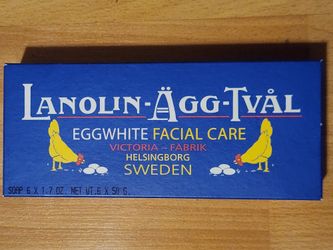 LANOLIN-ÄGG-TVÅL
EGGWHITE FACIAL CARE
VICTORIA – FABRIK
HELSINGBORG
SWEDEN
SOAP 6 X 1.7 OZ. NET WT. 6 X 50 G.